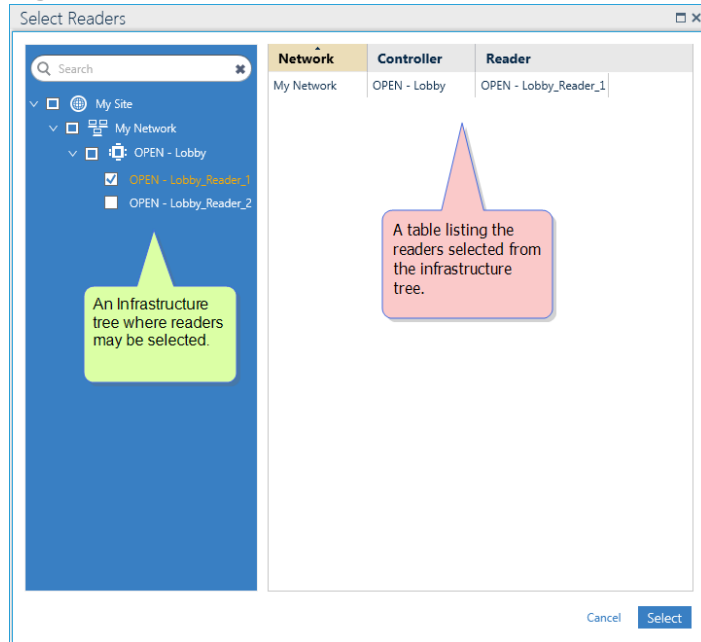 Select Readers
Search
My Site
My Network
OPEN - Lobby
OPEN - Lobby_Reader_1
OPEN - Lobby_Reader_2
An Infrastructure
tree where readers
may be selected.
Network Controller Reader
My Network OPEN - Lobby OPEN - Lobby_Reader_1
A table listing the
readers selected from
the infrastructure
tree.
Cancel Select